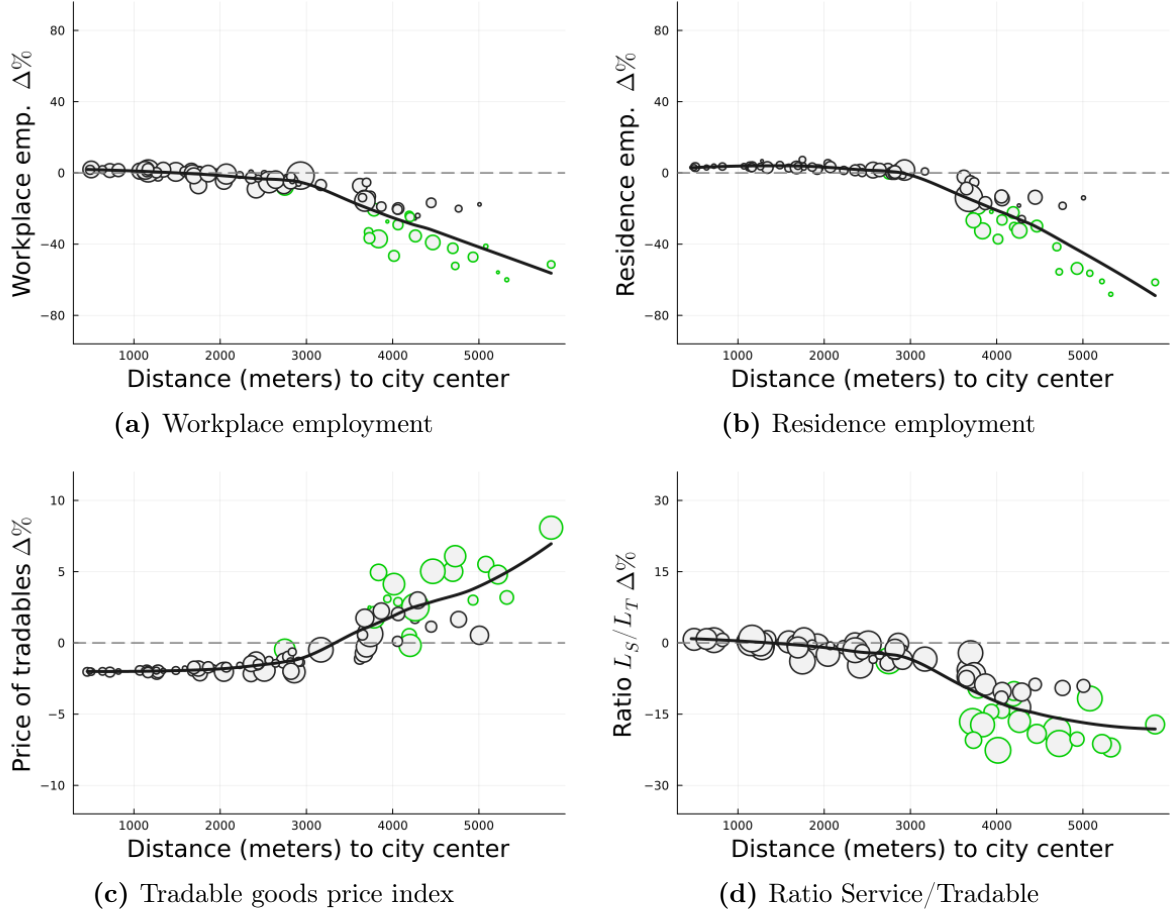 Workplace emp. Δ%
80
40
0
−40
−80
1000 2000 3000 4000 5000
Distance (meters) to city center
(a) Workplace employment
Residence emp. Δ%
80
40
0
−40
−80
1000 2000 3000 4000 5000
Distance (meters) to city center
(b) Residence employment
Price of tradables Δ%
10
5
0
−5
−10
1000 2000 3000 4000 5000
Distance (meters) to city center
(c) Tradable goods price index
Ratio L_S/L_T Δ%
30
15
0
−15
−30
1000 2000 3000 4000 5000
Distance (meters) to city center
(d) Ratio Service/Tradable